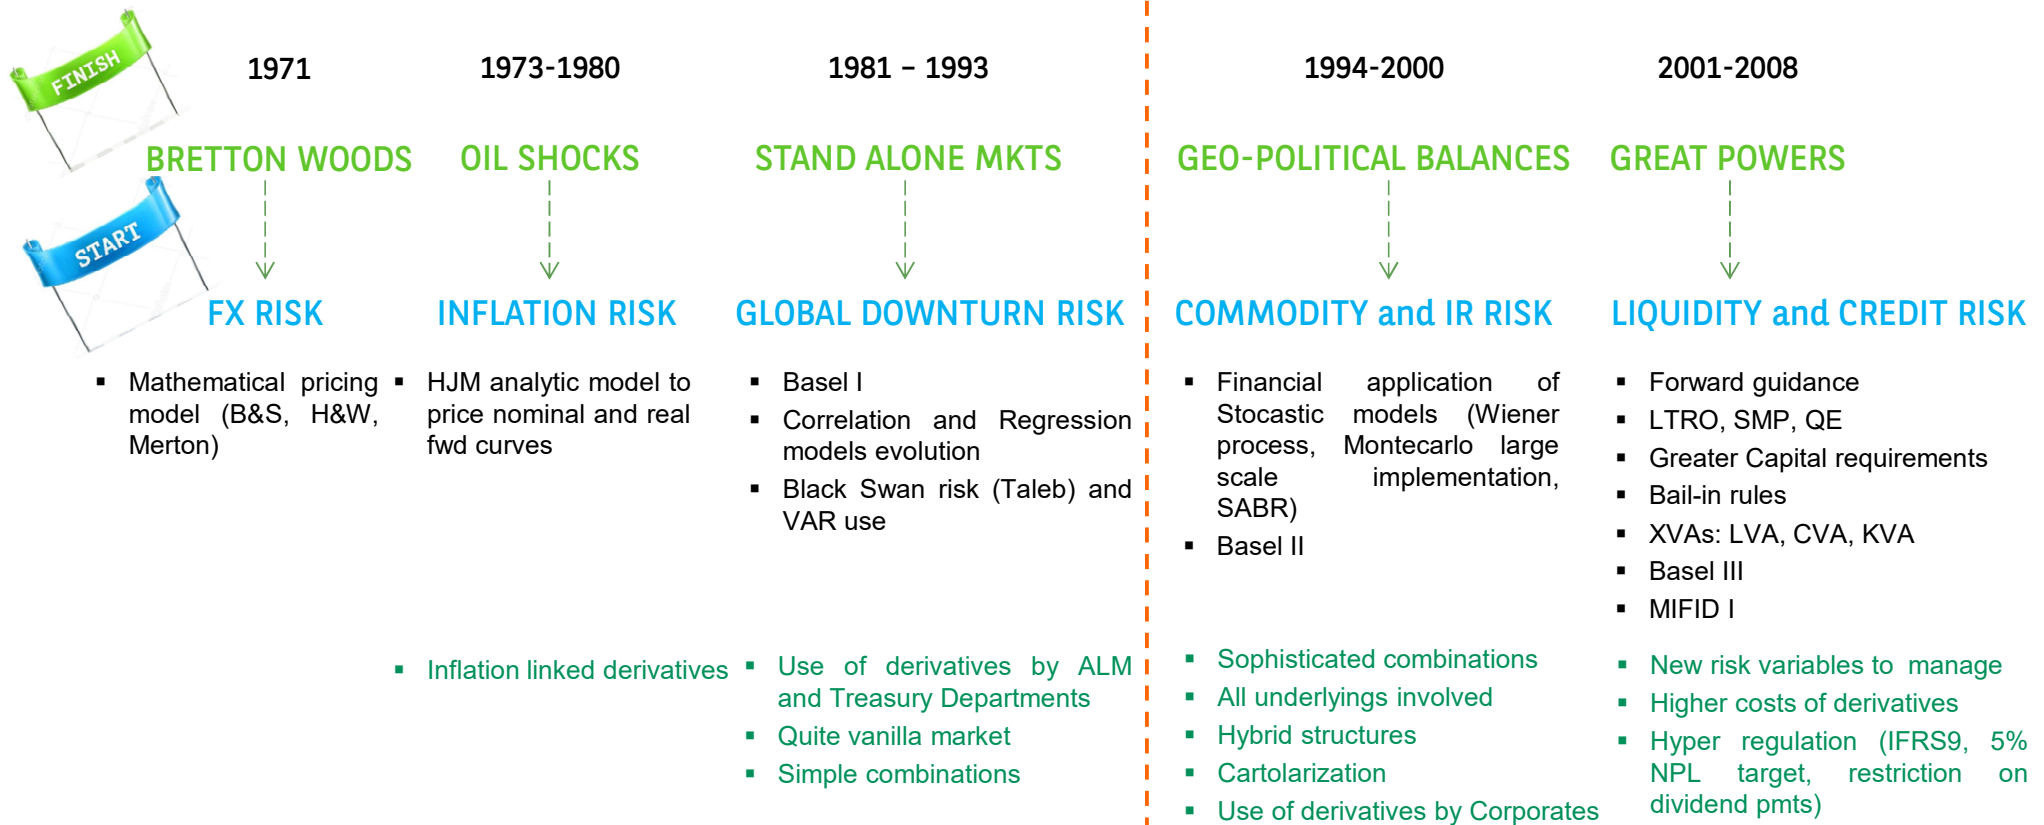 FINISH
START
1971
BRETTON WOODS
FX RISK
▪ Mathematical pricing
model (B&S, H&W,
Merton)
1973-1980
OIL SHOCKS
INFLATION RISK
▪ HJM analytic model to
price nominal and real
fwd curves
▪ Inflation linked derivatives
1981 – 1993
STAND ALONE MKTS
GLOBAL DOWNTURN RISK
▪ Basel I
▪ Correlation and Regression
models evolution
▪ Black Swan risk (Taleb) and
VAR use
▪ Use of derivatives by ALM
and Treasury Departments
▪ Quite vanilla market
▪ Simple combinations
1994-2000
GEO-POLITICAL BALANCES
COMMODITY and IR RISK
▪ Financial application of
Stocastic models (Wiener
process, Montecarlo large
scale implementation,
SABR)
▪ Basel II
▪ Sophisticated combinations
▪ All underlyings involved
▪ Hybrid structures
▪ Cartolarization
▪ Use of derivatives by Corporates
2001-2008
GREAT POWERS
LIQUIDITY and CREDIT RISK
▪ Forward guidance
▪ LTRO, SMP, QE
▪ Greater Capital requirements
▪ Bail-in rules
▪ XVAs: LVA, CVA, KVA
▪ Basel III
▪ MIFID I
▪ New risk variables to manage
▪ Higher costs of derivatives
▪ Hyper regulation (IFRS9, 5%
NPL target, restriction on
dividend pmts)